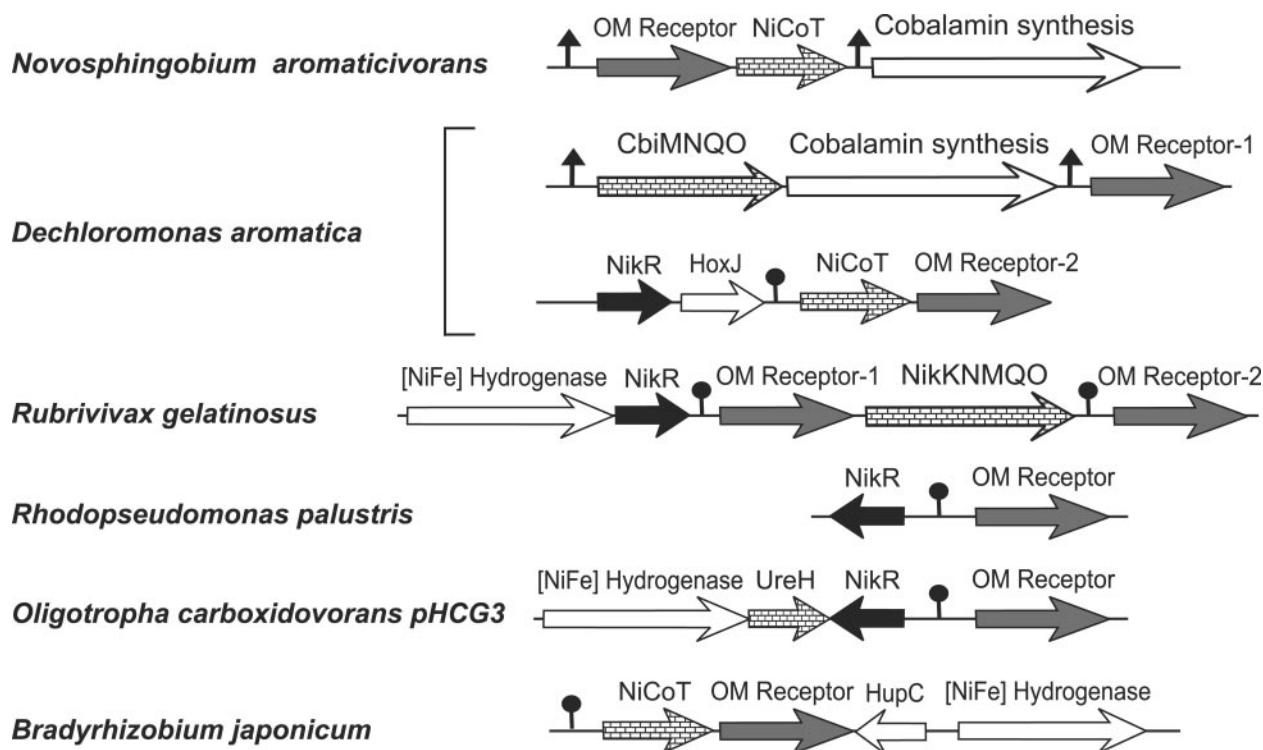 Novosphingobium aromaticivorans
OM Receptor NiCoT Cobalamin synthesis
Dechloromonas aromatica
CbiMNQO Cobalamin synthesis OM Receptor-1
NikR HoxJ NiCoT OM Receptor-2
Rubrivivax gelatinosus
[NiFe] Hydrogenase NikR OM Receptor-1 NikKNMQO OM Receptor-2
Rhodopseudomonas palustris
NikR OM Receptor
Oligotropha carboxidovorans pHCG3
[NiFe] Hydrogenase UreH NikR OM Receptor
Bradyrhizobium japonicum
NiCoT OM Receptor HupC [NiFe] Hydrogenase